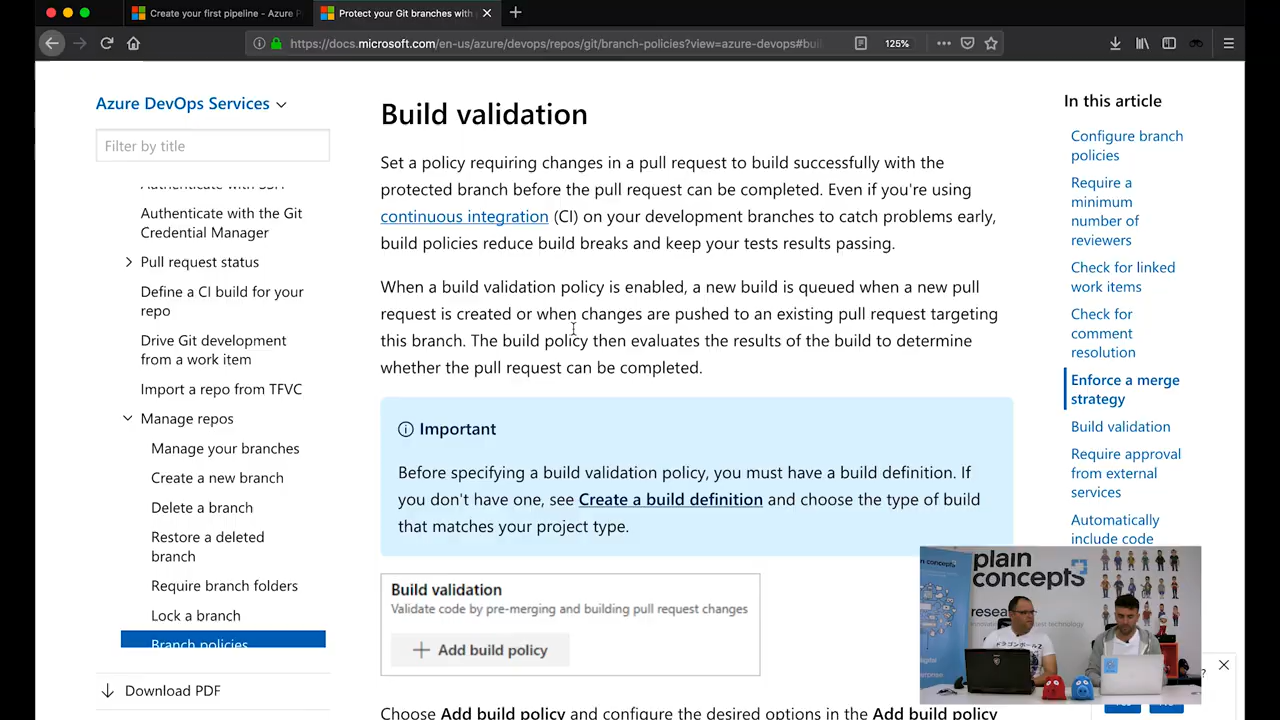 Create your first pipeline - Azure P
Protect your Git branches with p
https://docs.microsoft.com/en-us/azure/devops/repos/git/branch-policies?view=azure-devops#bui
125%
Azure DevOps Services
Filter by title
Authenticate with SSH
Authenticate with the Git
Credential Manager
Pull request status
Define a CI build for your
repo
Drive Git development
from a work item
Import a repo from TFVC
Manage repos
Manage your branches
Create a new branch
Delete a branch
Restore a deleted
branch
Require branch folders
Lock a branch
Branch policies
Download PDF
Build validation
Set a policy requiring changes in a pull request to build successfully with the
protected branch before the pull request can be completed. Even if you're using
continuous integration (CI) on your development branches to catch problems early,
build policies reduce build breaks and keep your tests results passing.
When a build validation policy is enabled, a new build is queued when a new pull
request is created or when changes are pushed to an existing pull request targeting
this branch. The build policy then evaluates the results of the build to determine
whether the pull request can be completed.
Important
Before specifying a build validation policy, you must have a build definition. If
you don't have one, see Create a build definition and choose the type of build
that matches your project type.
Build validation
Validate code by pre-merging and building pull request changes
+ Add build policy
Choose Add build policy and configure the desired options in the Add build policy
In this article
Configure branch
policies
Require a
minimum
number of
reviewers
Check for linked
work items
Check for
comment
resolution
Enforce a merge
strategy
Build validation
Require approval
from external
services
Automatically
include code
plain
concepts